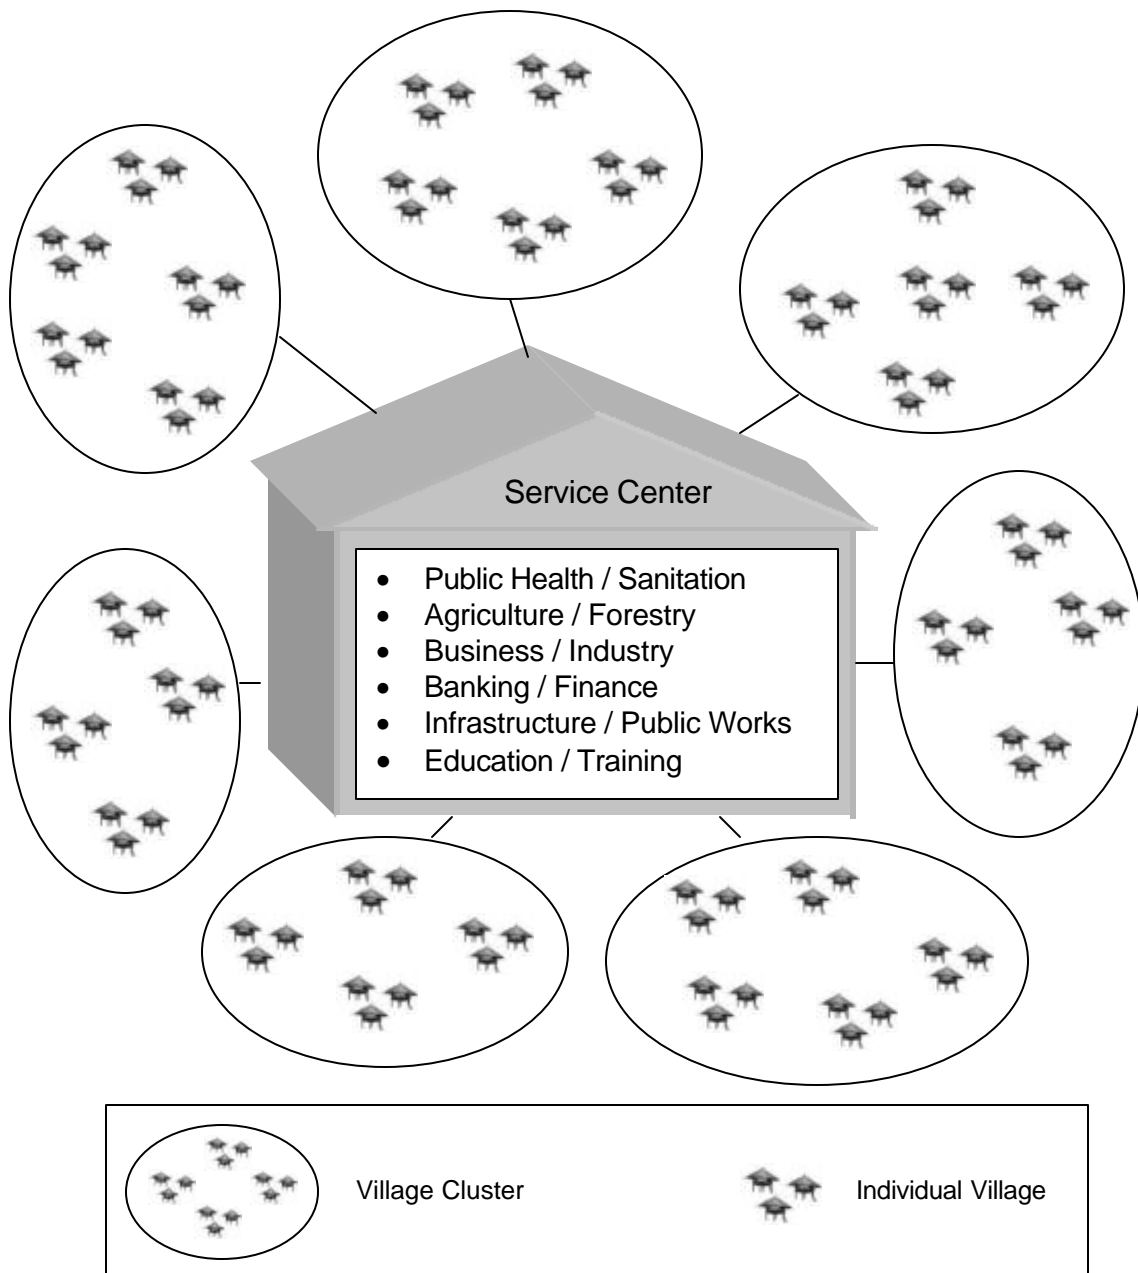 Service Center
• Public Health / Sanitation
• Agriculture / Forestry
• Business / Industry
• Banking / Finance
• Infrastructure / Public Works
• Education / Training
Village Cluster
Individual Village